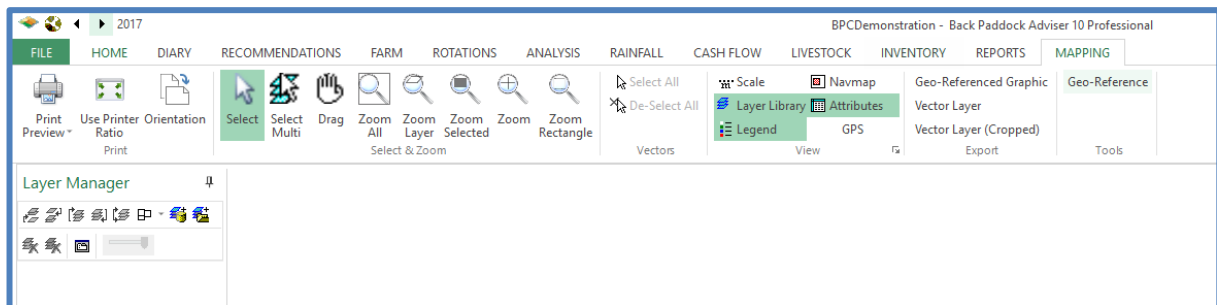 2017 BPCDemonstration - Back Paddock Adviser 10 Professional
FILE HOME DIARY RECOMMENDATIONS FARM ROTATIONS ANALYSIS RAINFALL CASH FLOW LIVESTOCK INVENTORY REPORTS MAPPING
Print Preview
Use Printer Ratio
Orientation
Print
Select
Select Multi
Drag
Zoom All
Zoom Layer
Zoom Selected
Zoom
Zoom Rectangle
Select & Zoom
Select All
De-Select All
Vectors
Scale
Layer Library
Legend
Navmap
Attributes
GPS
View
Geo-Referenced Graphic
Vector Layer
Vector Layer (Cropped)
Export
Geo-Reference
Tools
Layer Manager